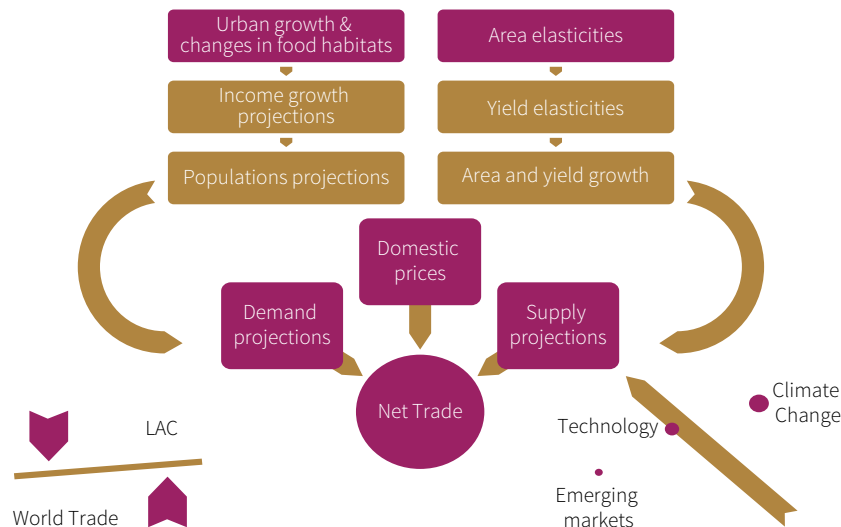 Urban growth &
changes in food habitats
Area elasticities
Income growth
projections
Yield elasticities
Populations projections
Area and yield growth
Domestic
prices
Demand
projections
Supply
projections
Net Trade
LAC
World Trade
Technology
Climate
Change
Emerging
markets